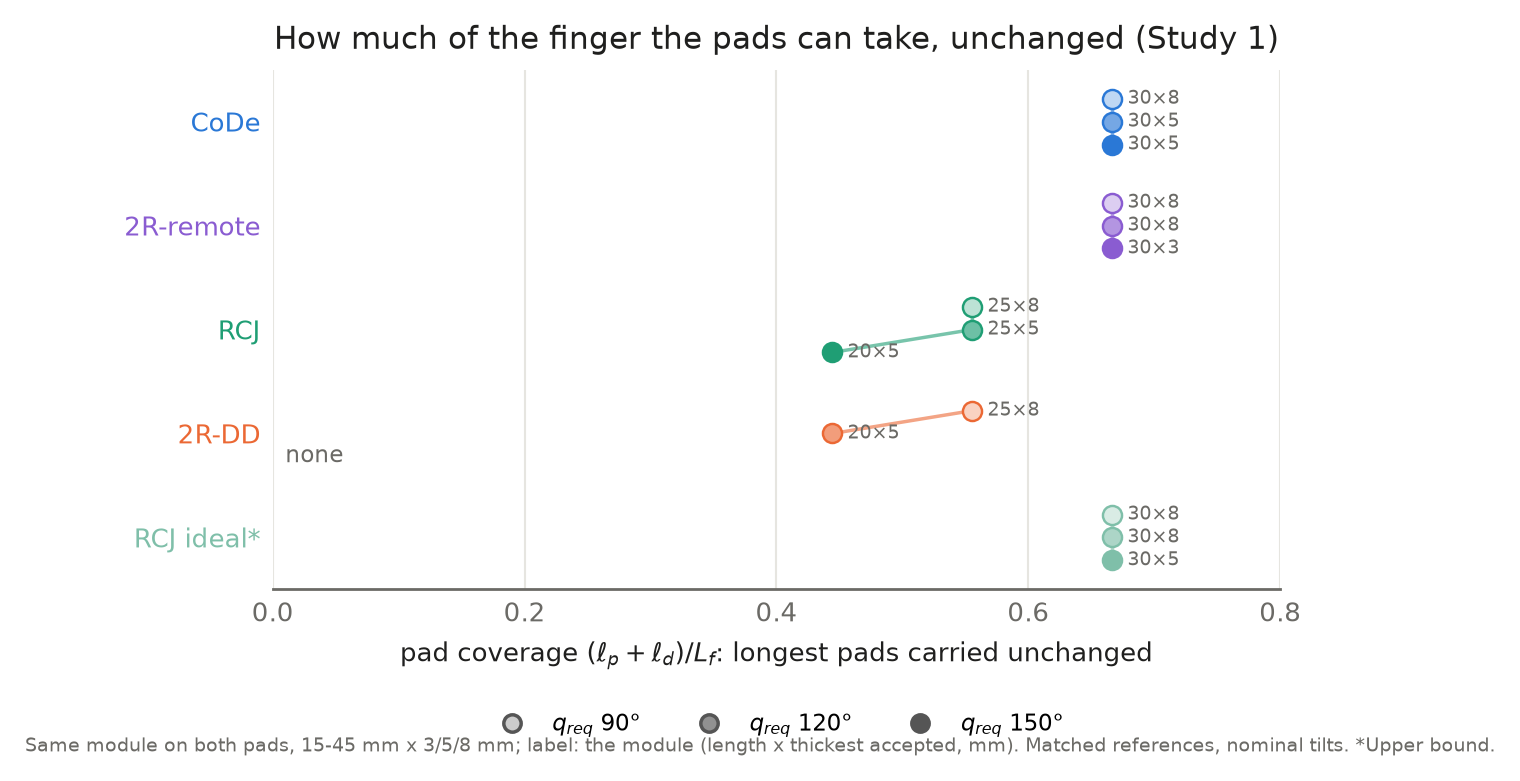 How much of the finger the pads can take, unchanged (Study 1)
CoDe
30×8
30×5
30×5
2R-remote
30×8
30×8
30×3
RCJ
25×8
25×5
20×5
2R-DD
25×8
20×5
none
RCJ ideal*
30×8
30×8
30×5
0.0 0.2 0.4 0.6 0.8
pad coverage (ℓp + ℓd)/Lf: longest pads carried unchanged
qreq 90° qreq 120° qreq 150°
Same module on both pads, 15-45 mm x 3/5/8 mm; label: the module (length x thickest accepted, mm). Matched references, nominal tilts. *Upper bound.